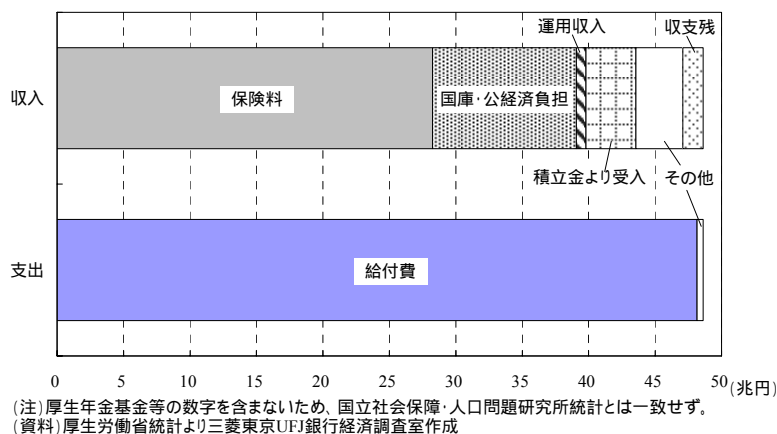 運用収入 収支残
収入 保険料 国庫・公経済負担
積立金より受入 その他
支出 給付費
0 5 10 15 20 25 30 35 40 45 50 (兆円)
(注)厚生年金基金等の数字を含まないため、国立社会保障・人口問題研究所統計とは一致せず。
(資料)厚生労働省統計より三菱東京UFJ銀行経済調査室作成